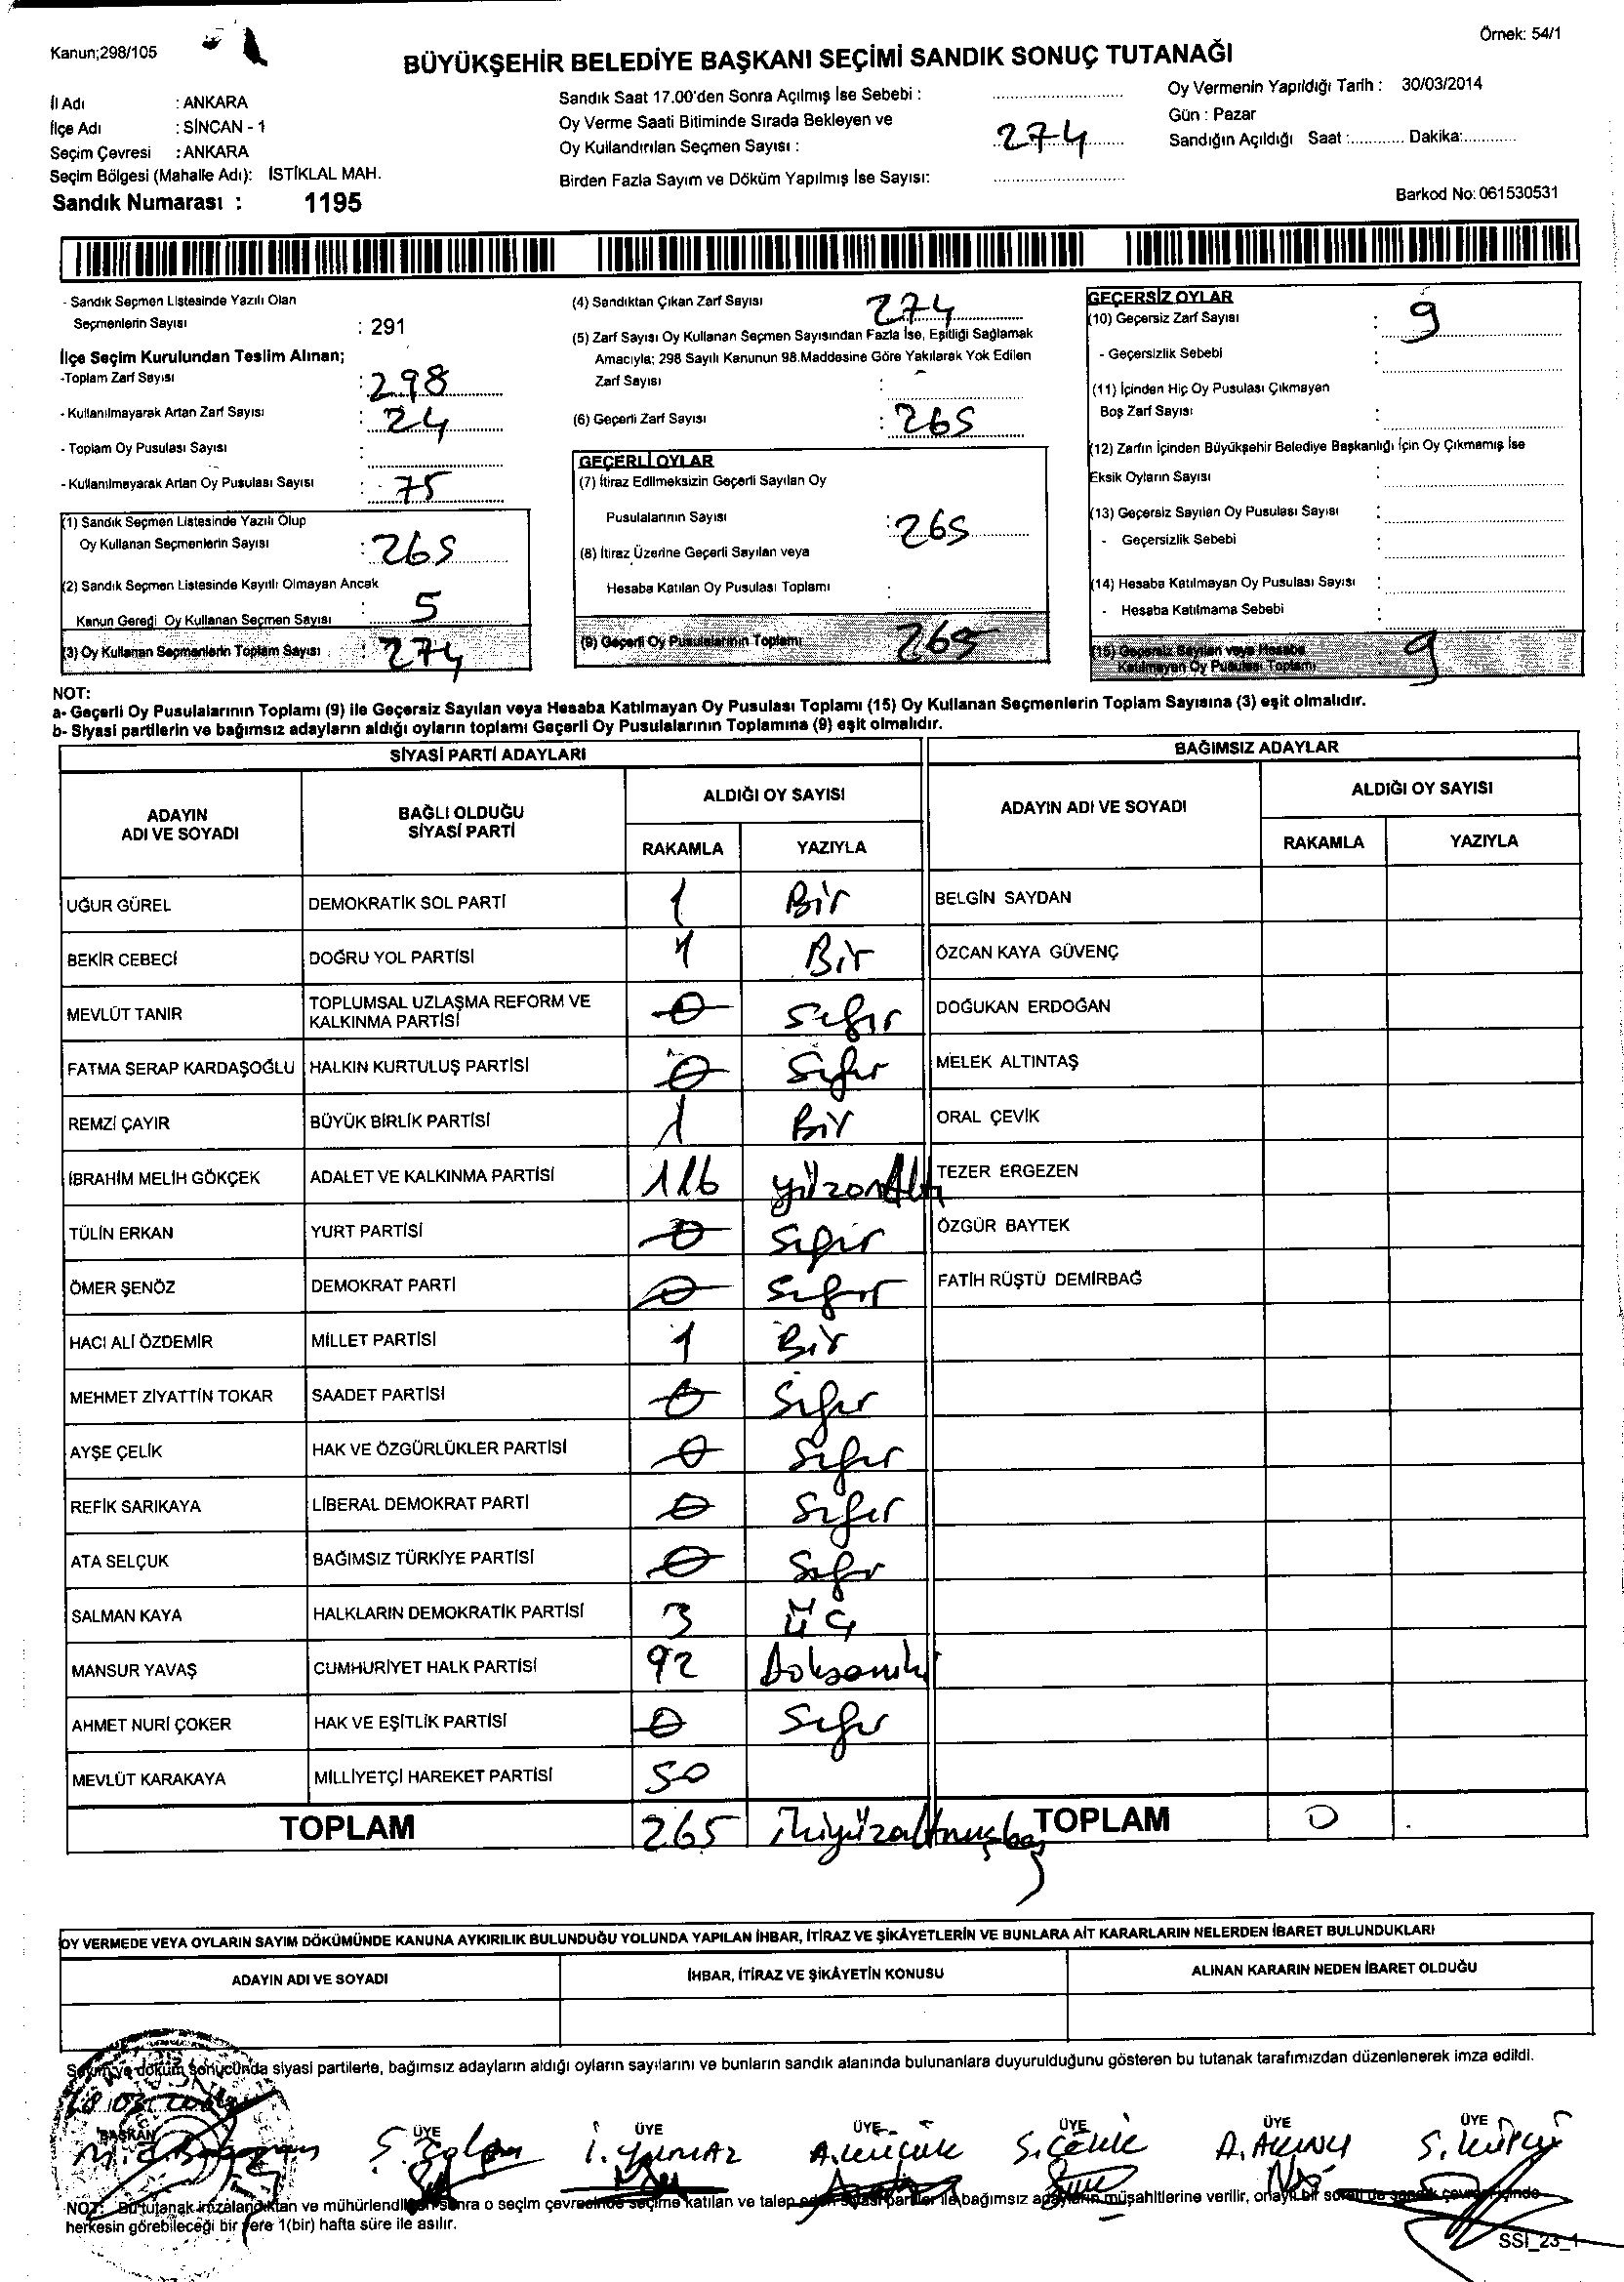 Kanun;298/105
Örnek: 54/1
BÜYÜKŞEHİR BELEDİYE BAŞKANI SEÇİMİ SANDIK SONUÇ TUTANAĞI
İl Adı : ANKARA
İlçe Adı : SİNCAN - 1
Seçim Çevresi : ANKARA
Seçim Bölgesi (Mahalle Adı): İSTİKLAL MAH.
Sandık Numarası : 1195
Sandık Saat 17.00'den Sonra Açılmış İse Sebebi :
Oy Verme Saati Bitiminde Sırada Bekleyen ve
Oy Kullandırılan Seçmen Sayısı : 274
Birden Fazla Sayım ve Döküm Yapılmış İse Sayısı:
Oy Vermenin Yapıldığı Tarih : 30/03/2014
Gün : Pazar
Sandığın Açıldığı Saat :............ Dakika:............
Barkod No: 061530531
- Sandık Seçmen Listesinde Yazılı Olan
Seçmenlerin Sayısı : 291
İlçe Seçim Kurulundan Teslim Alınan;
-Toplam Zarf Sayısı : 298
- Kullanılmayarak Artan Zarf Sayısı : 24
- Toplam Oy Pusulası Sayısı :
- Kullanılmayarak Artan Oy Pusulası Sayısı : 75
(1) Sandık Seçmen Listesinde Yazılı Olup
Oy Kullanan Seçmenlerin Sayısı : 265
(2) Sandık Seçmen Listesinde Kayıtlı Olmayan Ancak
Kanun Gereği Oy Kullanan Seçmen Sayısı : 5
(3) Oy Kullanan Seçmenlerin Toplam Sayısı : 274
(4) Sandıktan Çıkan Zarf Sayısı 274
(5) Zarf Sayısı Oy Kullanan Seçmen Sayısından Fazla İse, Eşitliği Sağlamak
Amacıyla; 298 Sayılı Kanunun 98.Maddesine Göre Yakılarak Yok Edilen
Zarf Sayısı :
(6) Geçerli Zarf Sayısı : 265
GEÇERLİ OYLAR
(7) İtiraz Edilmeksizin Geçerli Sayılan Oy
Pusulalarının Sayısı : 265
(8) İtiraz Üzerine Geçerli Sayılan veya
Hesaba Katılan Oy Pusulası Toplamı :
(9) Geçerli Oy Pusulalarının Toplamı 265
GEÇERSİZ OYLAR
(10) Geçersiz Zarf Sayısı : 9
- Geçersizlik Sebebi :
(11) İçinden Hiç Oy Pusulası Çıkmayan
Boş Zarf Sayısı :
(12) Zarfın İçinden Büyükşehir Belediye Başkanlığı İçin Oy Çıkmamış İse
Eksik Oyların Sayısı :
(13) Geçersiz Sayılan Oy Pusulası Sayısı :
- Geçersizlik Sebebi :
(14) Hesaba Katılmayan Oy Pusulası Sayısı :
- Hesaba Katılmama Sebebi :
(15) Geçersiz Sayılan veya Hesaba
Katılmayan Oy Pusulası Toplamı 9
NOT:
a- Geçerli Oy Pusulalarının Toplamı (9) ile Geçersiz Sayılan veya Hesaba Katılmayan Oy Pusulası Toplamı (15) Oy Kullanan Seçmenlerin Toplam Sayısına (3) eşit olmalıdır.
b- Siyasi partilerin ve bağımsız adayların aldığı oyların toplamı Geçerli Oy Pusulalarının Toplamına (9) eşit olmalıdır.
SİYASİ PARTİ ADAYLARI
ADAYIN ADI VE SOYADI
BAĞLI OLDUĞU SİYASİ PARTİ
ALDIĞI OY SAYISI
RAKAMLA YAZIYLA
UĞUR GÜREL DEMOKRATİK SOL PARTİ 1 Bir
BEKİR CEBECİ DOĞRU YOL PARTİSİ 1 Bir
MEVLÜT TANIR TOPLUMSAL UZLAŞMA REFORM VE KALKINMA PARTİSİ 0 Sıfır
FATMA SERAP KARDAŞOĞLU HALKIN KURTULUŞ PARTİSİ 0 Sıfır
REMZİ ÇAYIR BÜYÜK BİRLİK PARTİSİ 1 Bir
İBRAHİM MELİH GÖKÇEK ADALET VE KALKINMA PARTİSİ 116 yüzonAltı
TÜLİN ERKAN YURT PARTİSİ 0 Sıfır
ÖMER ŞENÖZ DEMOKRAT PARTİ 0 Sıfır
HACI ALİ ÖZDEMİR MİLLET PARTİSİ 1 Bir
MEHMET ZİYATTİN TOKAR SAADET PARTİSİ 0 Sıfır
AYŞE ÇELİK HAK VE ÖZGÜRLÜKLER PARTİSİ 0 Sıfır
REFİK SARIKAYA LİBERAL DEMOKRAT PARTİ 0 Sıfır
ATA SELÇUK BAĞIMSIZ TÜRKİYE PARTİSİ 0 Sıfır
SALMAN KAYA HALKLARIN DEMOKRATİK PARTİSİ 3 üç
MANSUR YAVAŞ CUMHURİYET HALK PARTİSİ 92 Doksaniki
AHMET NURİ ÇOKER HAK VE EŞİTLİK PARTİSİ 0 Sıfır
MEVLÜT KARAKAYA MİLLİYETÇİ HAREKET PARTİSİ 50
TOPLAM 265 İkiyüzaltmışbeş
BAĞIMSIZ ADAYLAR
ADAYIN ADI VE SOYADI
ALDIĞI OY SAYISI
RAKAMLA YAZIYLA
BELGİN SAYDAN
ÖZCAN KAYA GÜVENÇ
DOĞUKAN ERDOĞAN
MELEK ALTINTAŞ
ORAL ÇEVİK
TEZER ERGEZEN
ÖZGÜR BAYTEK
FATİH RÜŞTÜ DEMİRBAĞ
TOPLAM 0
OY VERMEDE VEYA OYLARIN SAYIM DÖKÜMÜNDE KANUNA AYKIRILIK BULUNDUĞU YOLUNDA YAPILAN İHBAR, İTİRAZ VE ŞİKÂYETLERİN VE BUNLARA AİT KARARLARIN NELERDEN İBARET BULUNDUKLARI
ADAYIN ADI VE SOYADI
İHBAR, İTİRAZ VE ŞİKÂYETİN KONUSU
ALINAN KARARIN NEDEN İBARET OLDUĞU
Sayım ve döküm sonucunda siyasi partilerle, bağımsız adayların aldığı oyların sayılarını ve bunların sandık alanında bulunanlara duyurulduğunu gösteren bu tutanak tarafımızdan düzenlenerek imza edildi.
BAŞKAN ÜYE ÜYE ÜYE ÜYE ÜYE ÜYE
İ. YILMAZ A. Küçük S. Çelik
NOT: Bu tutanak imzalandıktan ve mühürlendikten sonra o seçim çevresinde seçime katılan ve talep eden siyasi partiler ile bağımsız adayların müşahitlerine verilir, onaylı bir sureti de sandık çevresi içinde
herkesin görebileceği bir yere 1(bir) hafta süre ile asılır.
SSİ_23_1